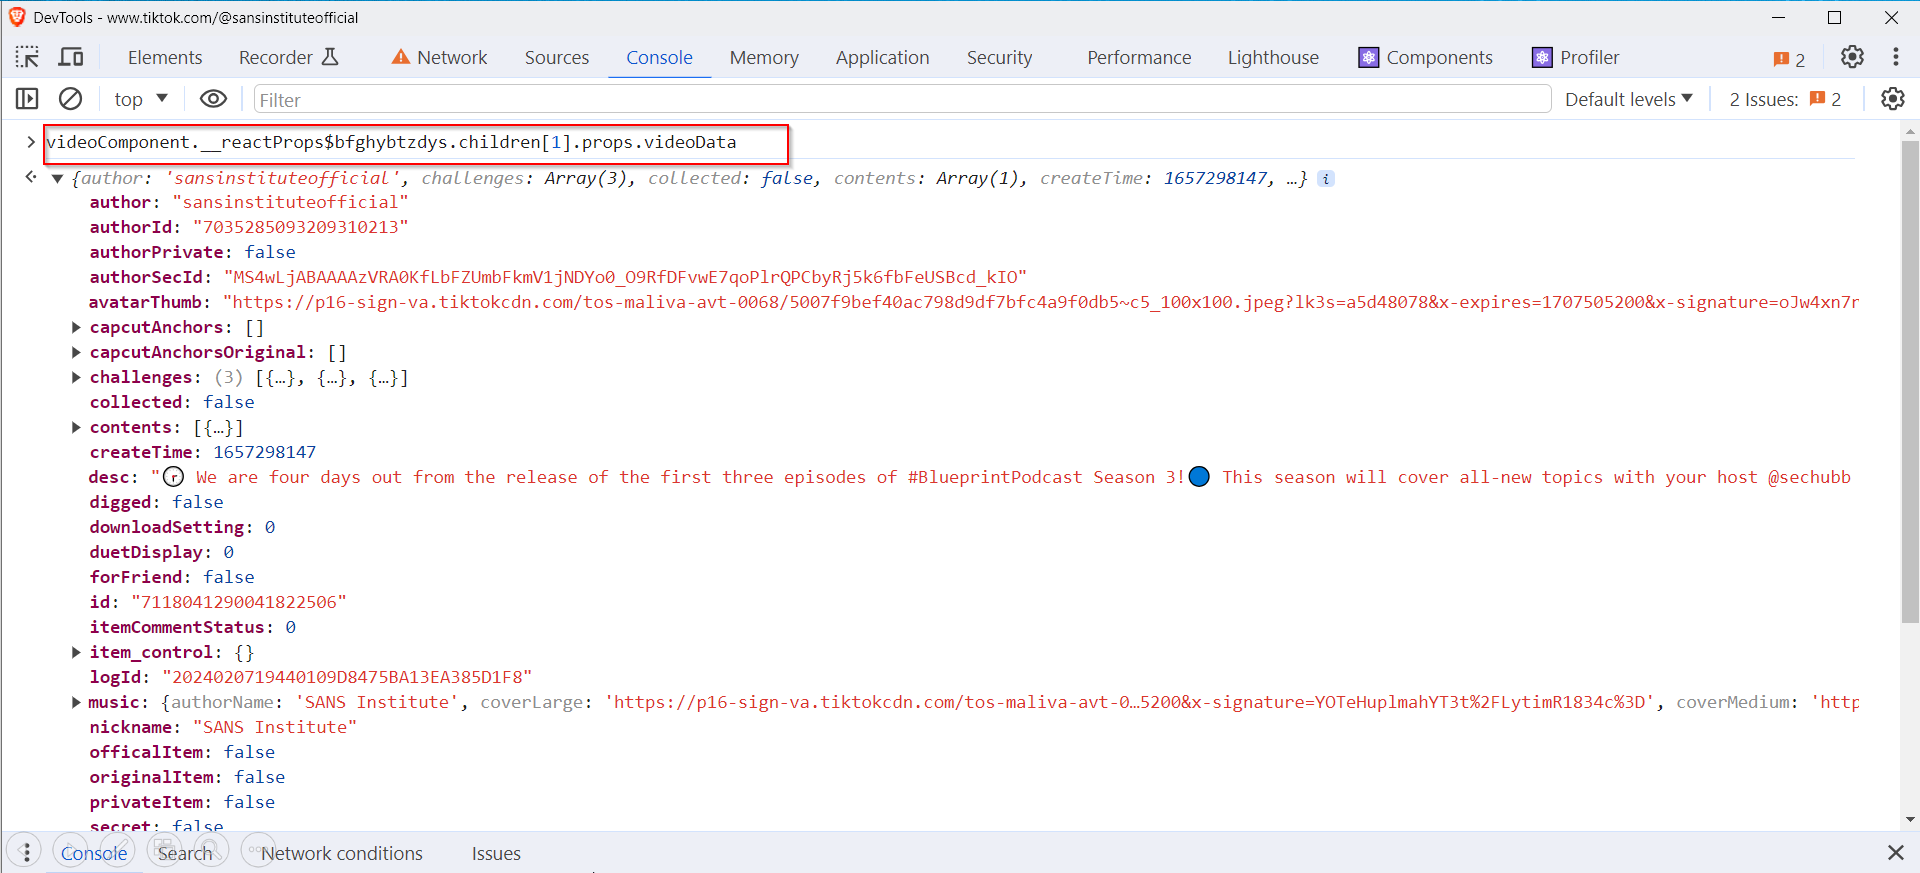 DevTools - www.tiktok.com/@sansinstituteofficial
Elements Recorder Network Sources Console Memory Application Security Performance Lighthouse Components Profiler 2
top Filter Default levels 2 Issues: 2
videoComponent.__reactProps$bfghybtzdys.children[1].props.videoData
{author: 'sansinstituteofficial', challenges: Array(3), collected: false, contents: Array(1), createTime: 1657298147, …} i
author: "sansinstituteofficial"
authorId: "7035285093209310213"
authorPrivate: false
authorSecId: "MS4wLjABAAAAzVRA0KfLbFZUmbFkmV1jNDYo0_O9RfDFvwE7qoPlrQPCbyRj5k6fbFeUSBcd_kIO"
avatarThumb: "https://p16-sign-va.tiktokcdn.com/tos-maliva-avt-0068/5007f9bef40ac798d9df7bfc4a9f0db5~c5_100x100.jpeg?lk3s=a5d48078&x-expires=1707505200&x-signature=oJw4xn7r
capcutAnchors: []
capcutAnchorsOriginal: []
challenges: (3) [{…}, {…}, {…}]
collected: false
contents: [{…}]
createTime: 1657298147
desc: "🕝 We are four days out from the release of the first three episodes of #BlueprintPodcast Season 3!🔵 This season will cover all-new topics with your host @sechubb
digged: false
downloadSetting: 0
duetDisplay: 0
forFriend: false
id: "7118041290041822506"
itemCommentStatus: 0
item_control: {}
logId: "2024020719440109D8475BA13EA385D1F8"
music: {authorName: 'SANS Institute', coverLarge: 'https://p16-sign-va.tiktokcdn.com/tos-maliva-avt-0…5200&x-signature=YOTeHuplmahYT3t%2FLytimR1834c%3D', coverMedium: 'http
nickname: "SANS Institute"
officalItem: false
originalItem: false
privateItem: false
secret: false
Console Search Network conditions Issues